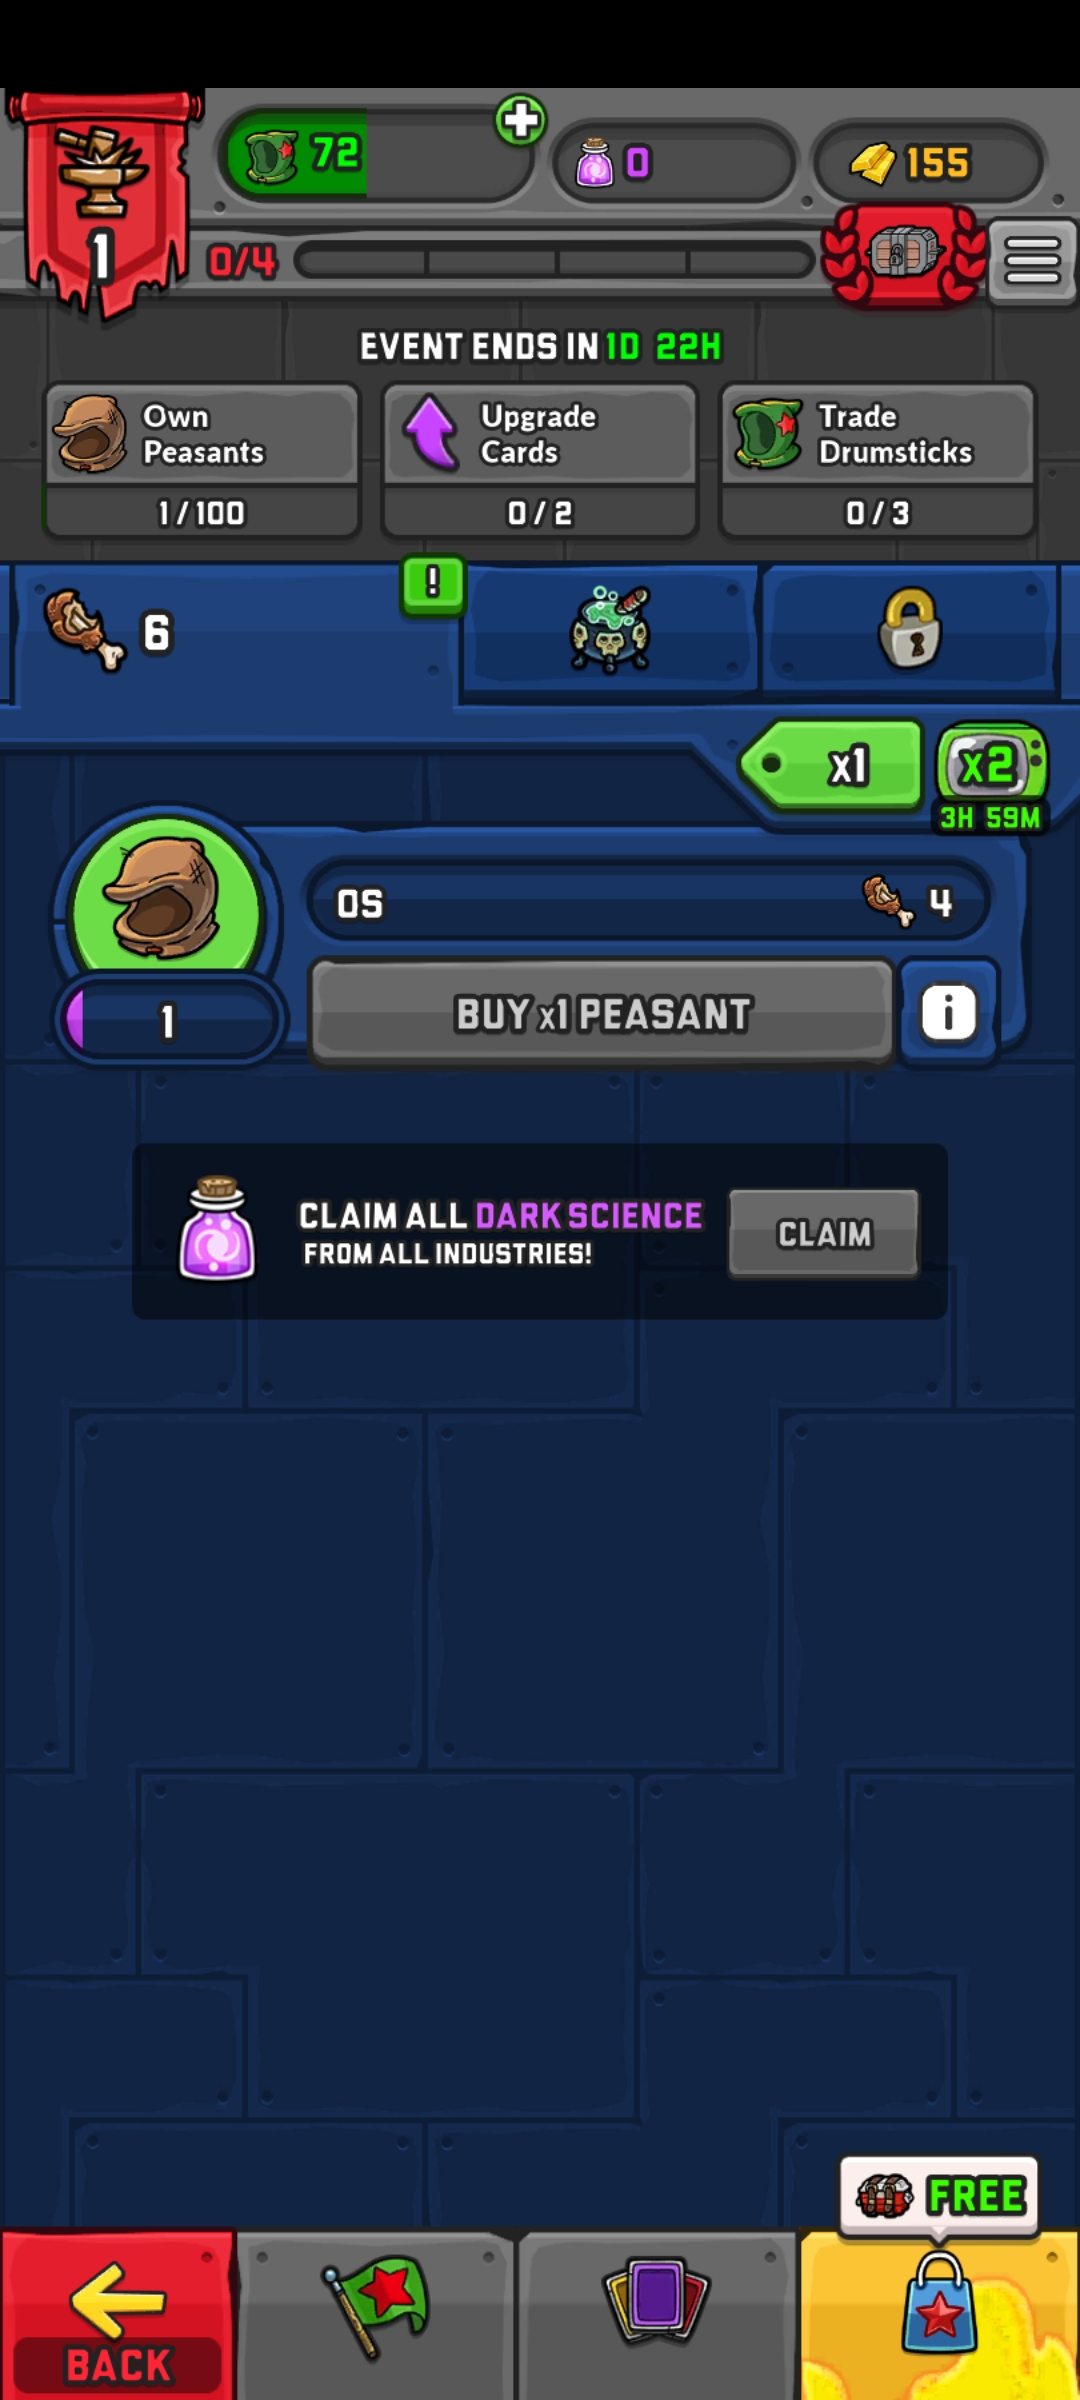 72
0
155
1
0/4
EVENT ENDS IN 1D 22H
Own
Peasants
1/100
Upgrade
Cards
0/2
Trade
Drumsticks
0/3
6
!
x1
x2
3H 59M
0S
4
1
BUY x1 PEASANT
i
CLAIM ALL DARK SCIENCE
FROM ALL INDUSTRIES!
CLAIM
FREE
BACK